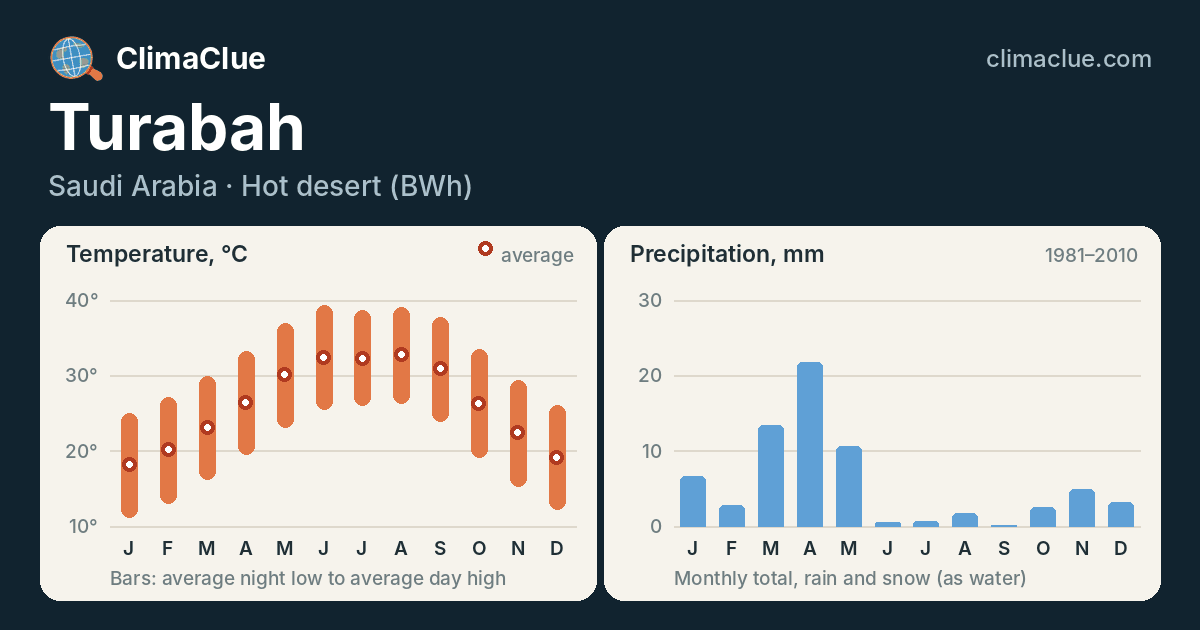 ClimaClue
climaclue.com
Turabah
Saudi Arabia · Hot desert (BWh)
Temperature, °C
average
40°
30°
20°
10°
J F M A M J J A S O N D
Bars: average night low to average day high
Precipitation, mm
1981–2010
30
20
10
0
J F M A M J J A S O N D
Monthly total, rain and snow (as water)